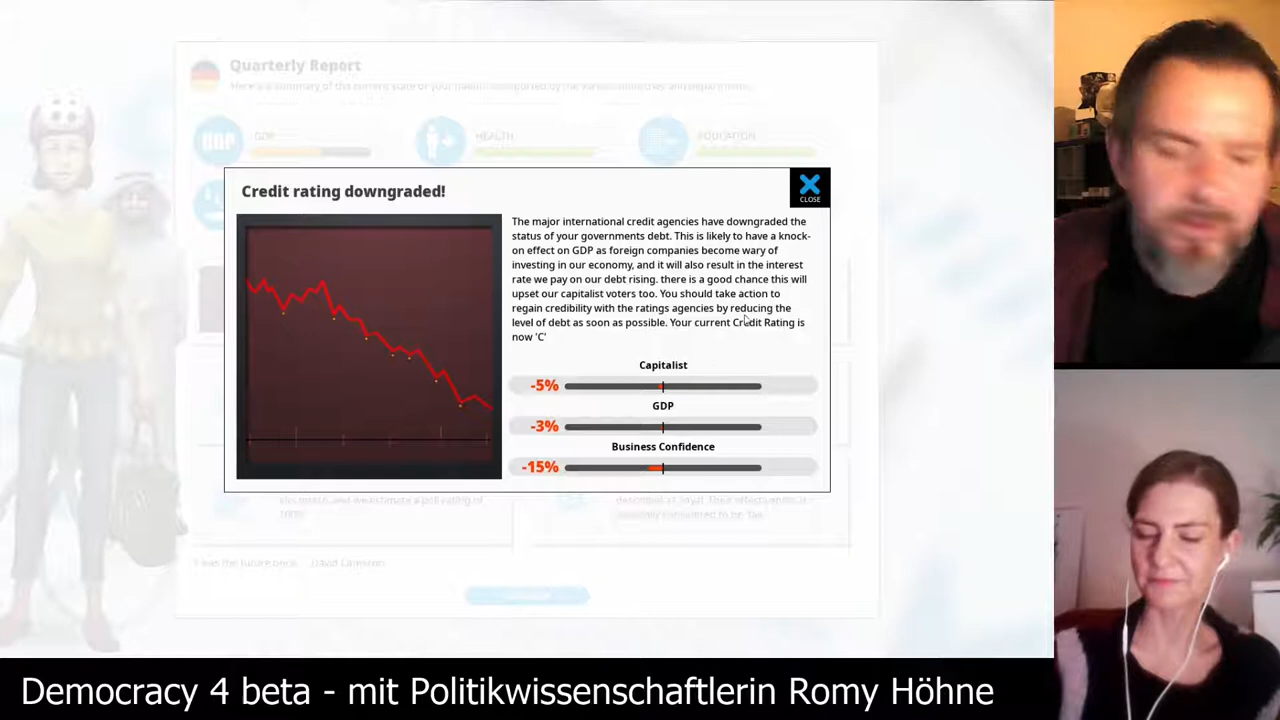 Quarterly Report
GDP
HEALTH
EDUCATION
Credit rating downgraded!
CLOSE
The major international credit agencies have downgraded the
status of your governments debt. This is likely to have a knock-
on effect on GDP as foreign companies become wary of
investing in our economy, and it will also result in the interest
rate we pay on our debt rising. there is a good chance this will
upset our capitalist voters too. You should take action to
regain credibility with the ratings agencies by reducing the
level of debt as soon as possible. Your current Credit Rating is
now 'C'
Capitalist
-5%
GDP
-3%
Business Confidence
-15%
Democracy 4 beta - mit Politikwissenschaftlerin Romy Höhne